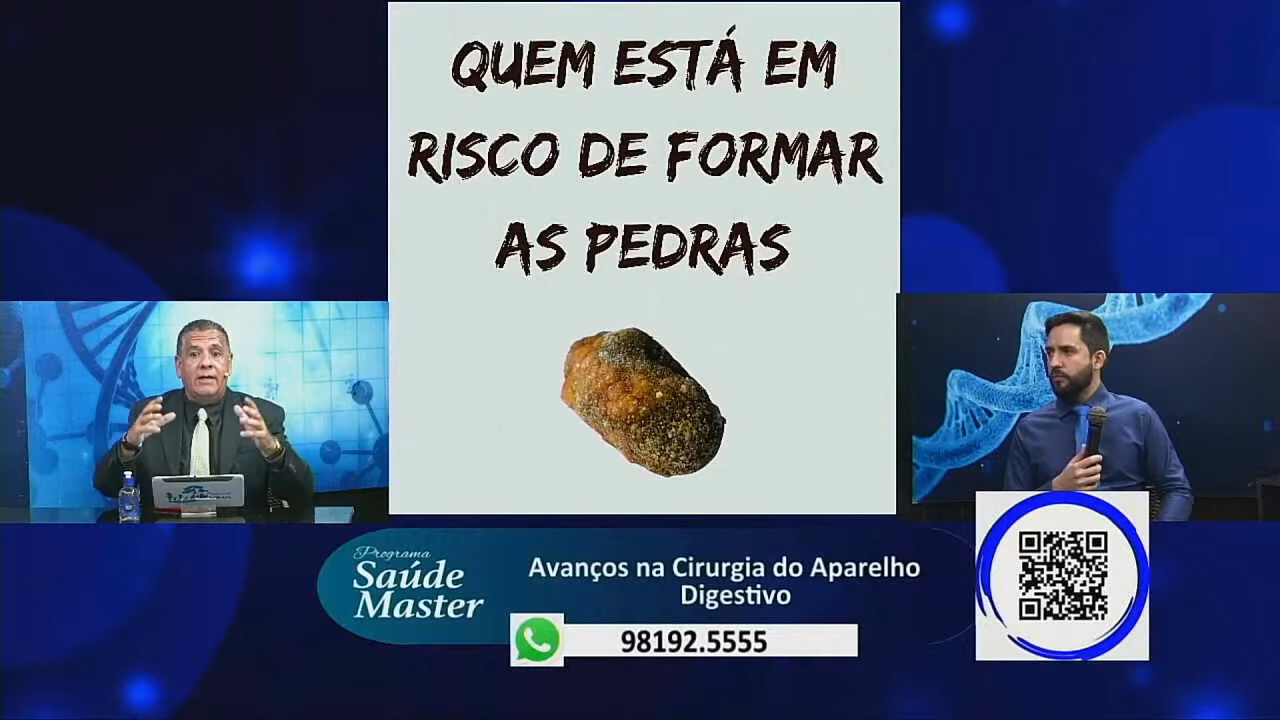 QUEM ESTÁ EM
RISCO DE FORMAR
AS PEDRAS
Programa
Saúde
Master
Avanços na Cirurgia do Aparelho
Digestivo
98192.5555